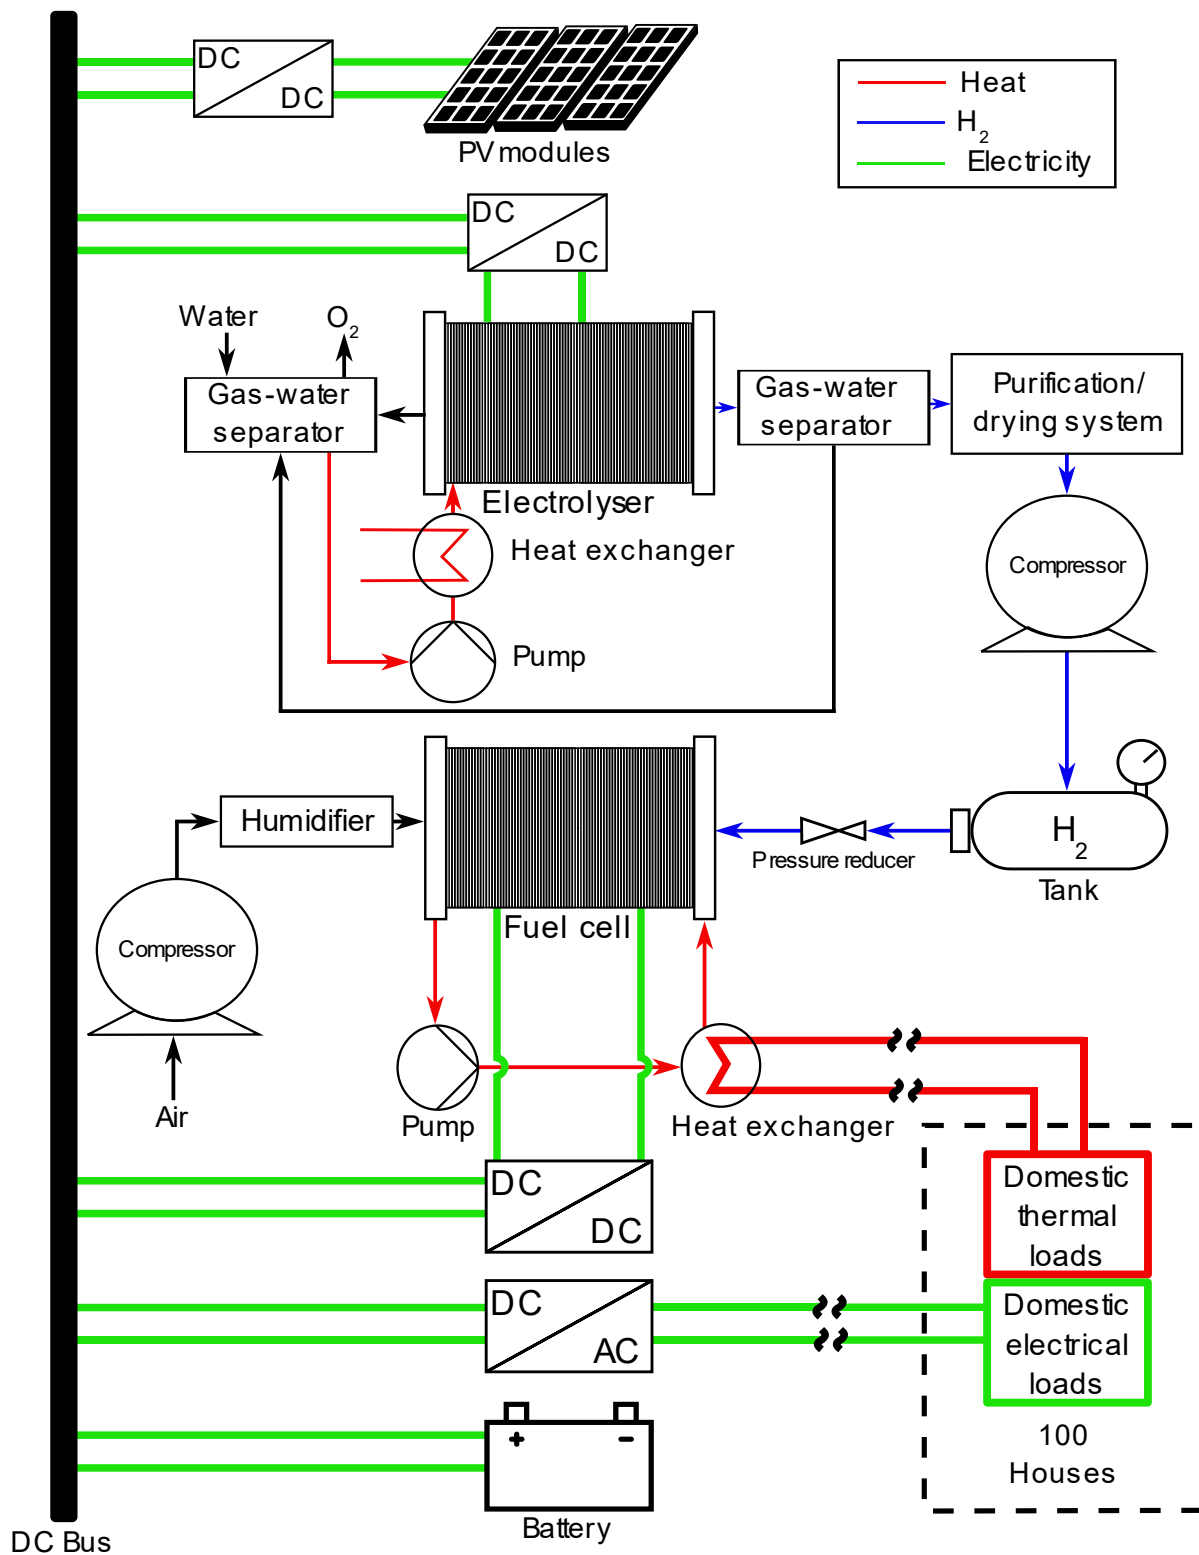 DC
DC
PV modules
Heat
H2
Electricity
DC
DC
Water
O2
Gas-water
separator
Electrolyser
Gas-water
separator
Purification/
drying system
Heat exchanger
Compressor
Pump
Humidifier
Fuel cell
Pressure reducer
H2
Tank
Compressor
Air
Pump
Heat exchanger
DC
DC
Domestic
thermal
loads
DC
AC
Domestic
electrical
loads
100
Houses
+ -
Battery
DC Bus